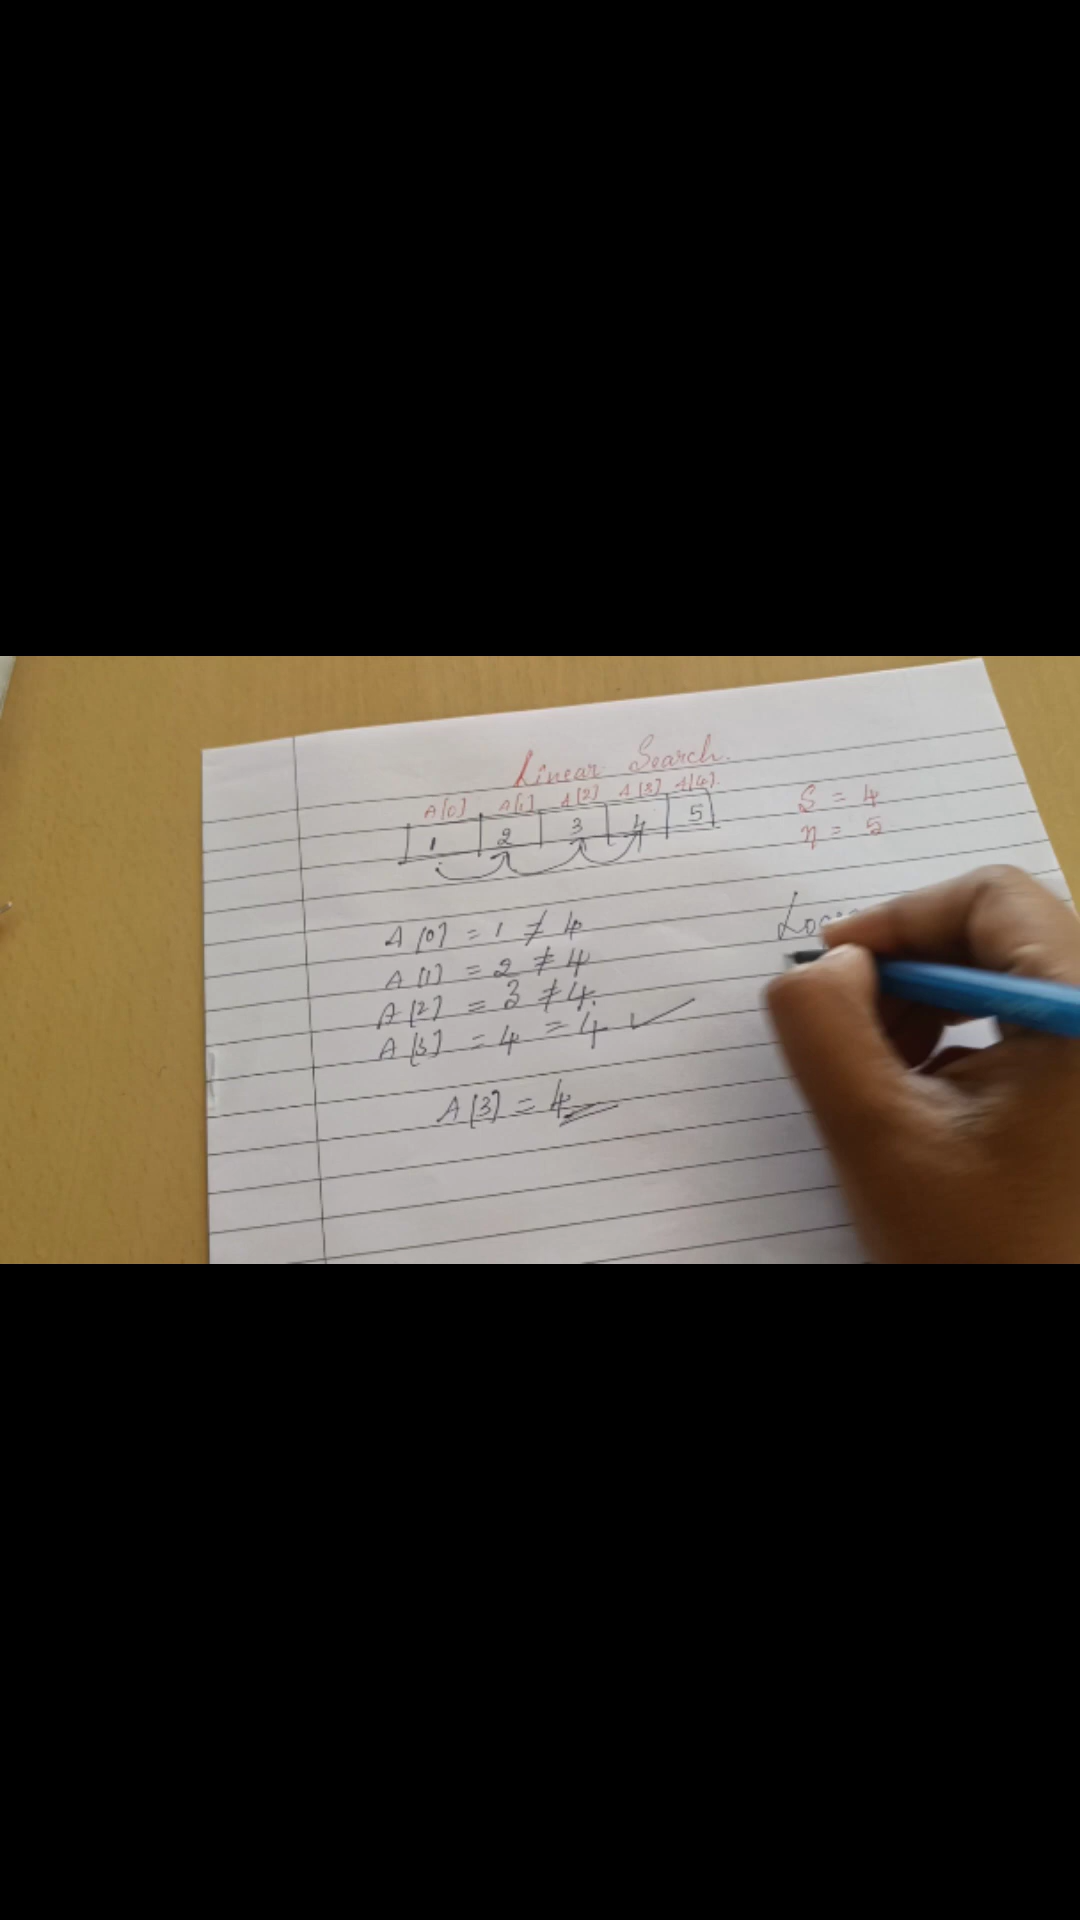 Linear Search.
A[0] A[1] A[2] A[3] A[4]
1 2 3 4 5
S = 4
n = 5
A[0] = 1 ≠ 4
A[1] = 2 ≠ 4
A[2] = 3 ≠ 4.
A[3] = 4 = 4 ✓
A[3] = 4